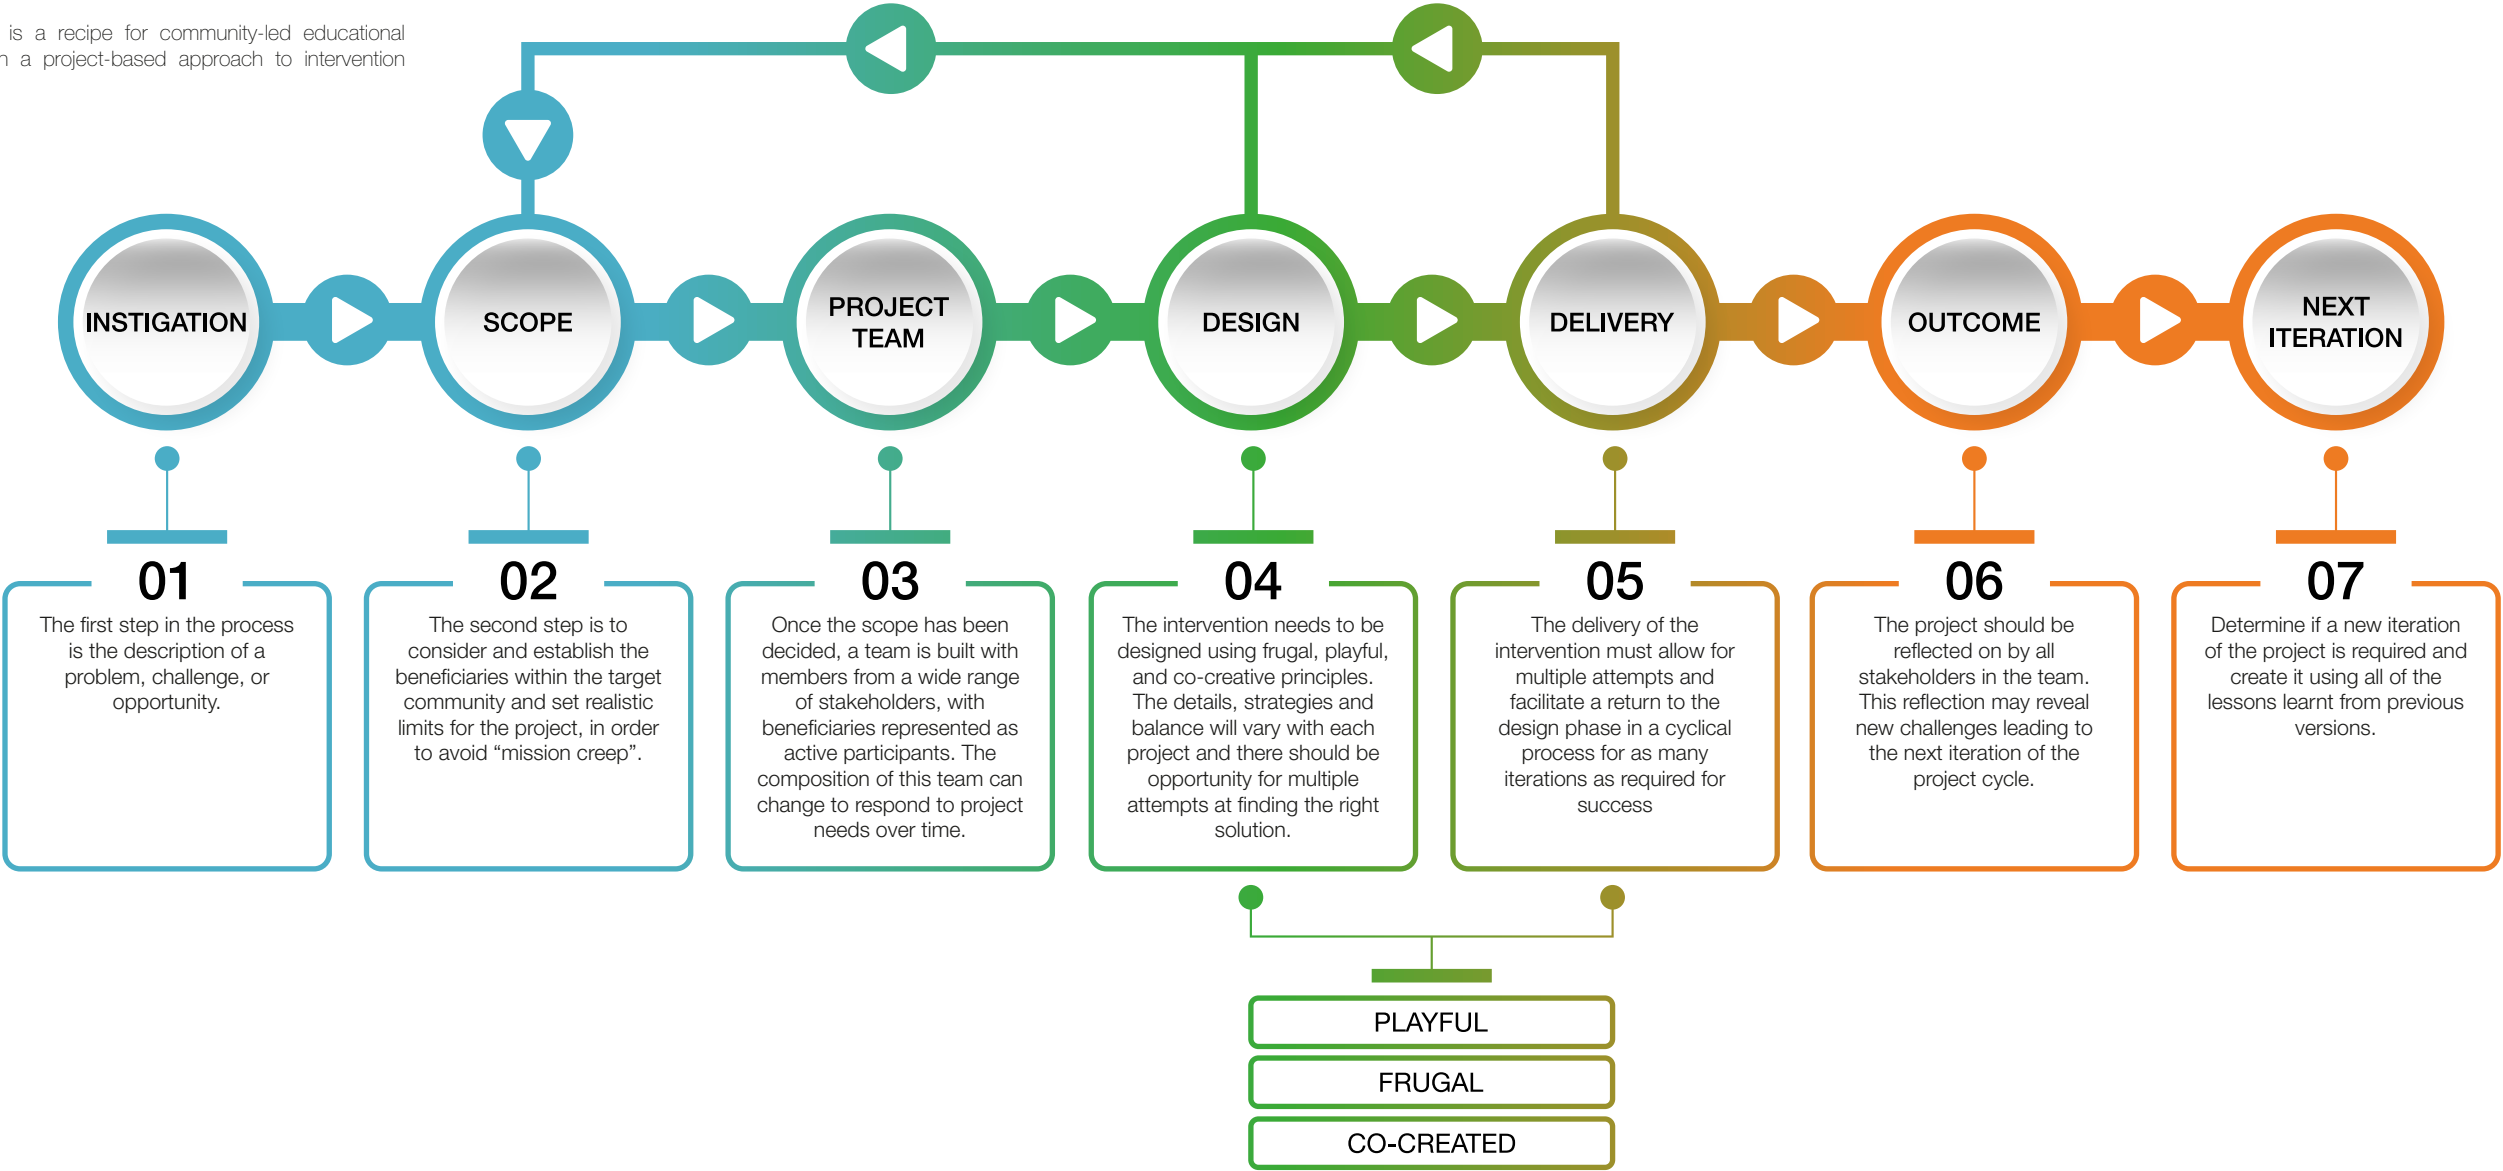 is a recipe for community-led educational
a project-based approach to intervention
INSTIGATION
SCOPE
PROJECT
TEAM
DESIGN
DELIVERY
OUTCOME
NEXT
ITERATION
01
The first step in the process
is the description of a
problem, challenge, or
opportunity.
02
The second step is to
consider and establish the
beneficiaries within the target
community and set realistic
limits for the project, in order
to avoid “mission creep”.
03
Once the scope has been
decided, a team is built with
members from a wide range
of stakeholders, with
beneficiaries represented as
active participants. The
composition of this team can
change to respond to project
needs over time.
04
The intervention needs to be
designed using frugal, playful,
and co-creative principles.
The details, strategies and
balance will vary with each
project and there should be
opportunity for multiple
attempts at finding the right
solution.
05
The delivery of the
intervention must allow for
multiple attempts and
facilitate a return to the
design phase in a cyclical
process for as many
iterations as required for
success
06
The project should be
reflected on by all
stakeholders in the team.
This reflection may reveal
new challenges leading to
the next iteration of the
project cycle.
07
Determine if a new iteration
of the project is required and
create it using all of the
lessons learnt from previous
versions.
PLAYFUL
FRUGAL
CO-CREATED